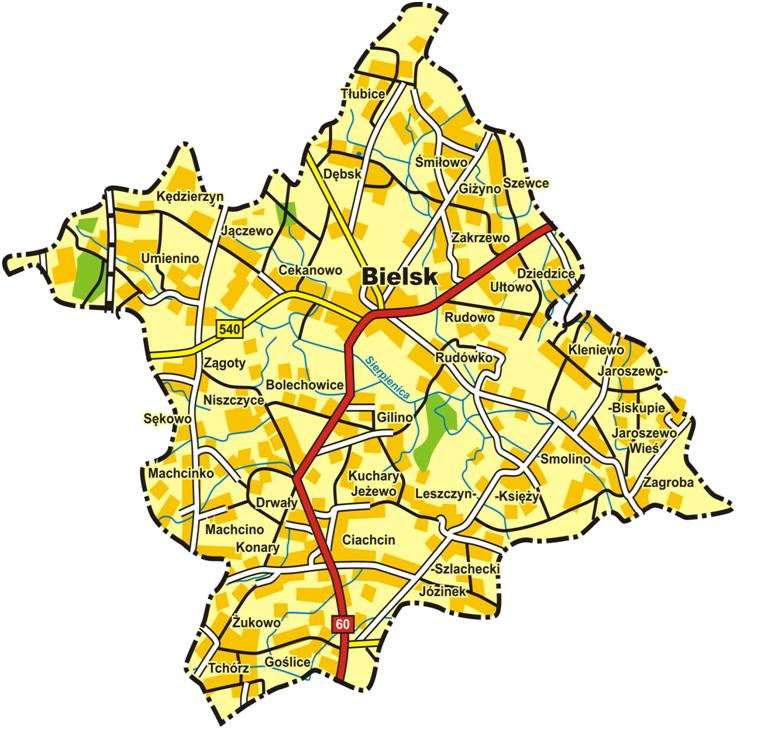 Tłubice
Śmiłowo
Dębsk
Giżyno
Szewce
Kędzierzyn
Jączewo
Zakrzewo
Umienino
Cekanowo
Bielsk
Dziedzice
Ułtowo
Rudowo
540
Kleniewo
Rudówko
Zągoty
Jaroszewo-
Sierpienica
Bolechowice
Niszczyce
-Biskupie
Sękowo
Gilino
Jaroszewo
Wieś
Smolino
Machcinko
Kuchary
Jeżewo
Zagroba
Leszczyn-
-Księży
Drwały
Machcino
Ciachcin
Konary
-Szlachecki
Józinek
Żukowo
60
Goślice
Tchórz